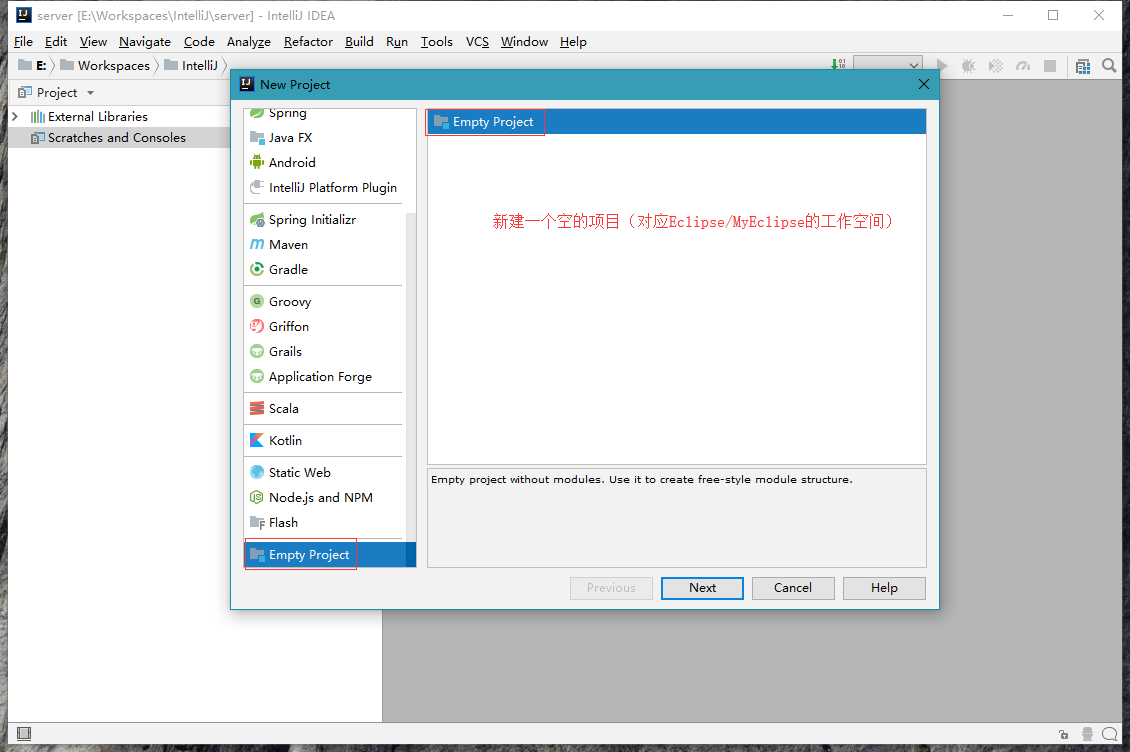 server [E:\Workspaces\IntelliJ\server] - IntelliJ IDEA
File Edit View Navigate Code Analyze Refactor Build Run Tools VCS Window Help
E: Workspaces IntelliJ
Project
External Libraries
Scratches and Consoles
New Project
Spring
Java FX
Android
IntelliJ Platform Plugin
Spring Initializr
Maven
Gradle
Groovy
Griffon
Grails
Application Forge
Scala
Kotlin
Static Web
Node.js and NPM
Flash
Empty Project
Empty Project
新建一个空的项目（对应Eclipse/MyEclipse的工作空间）
Empty project without modules. Use it to create free-style module structure.
Previous Next Cancel Help